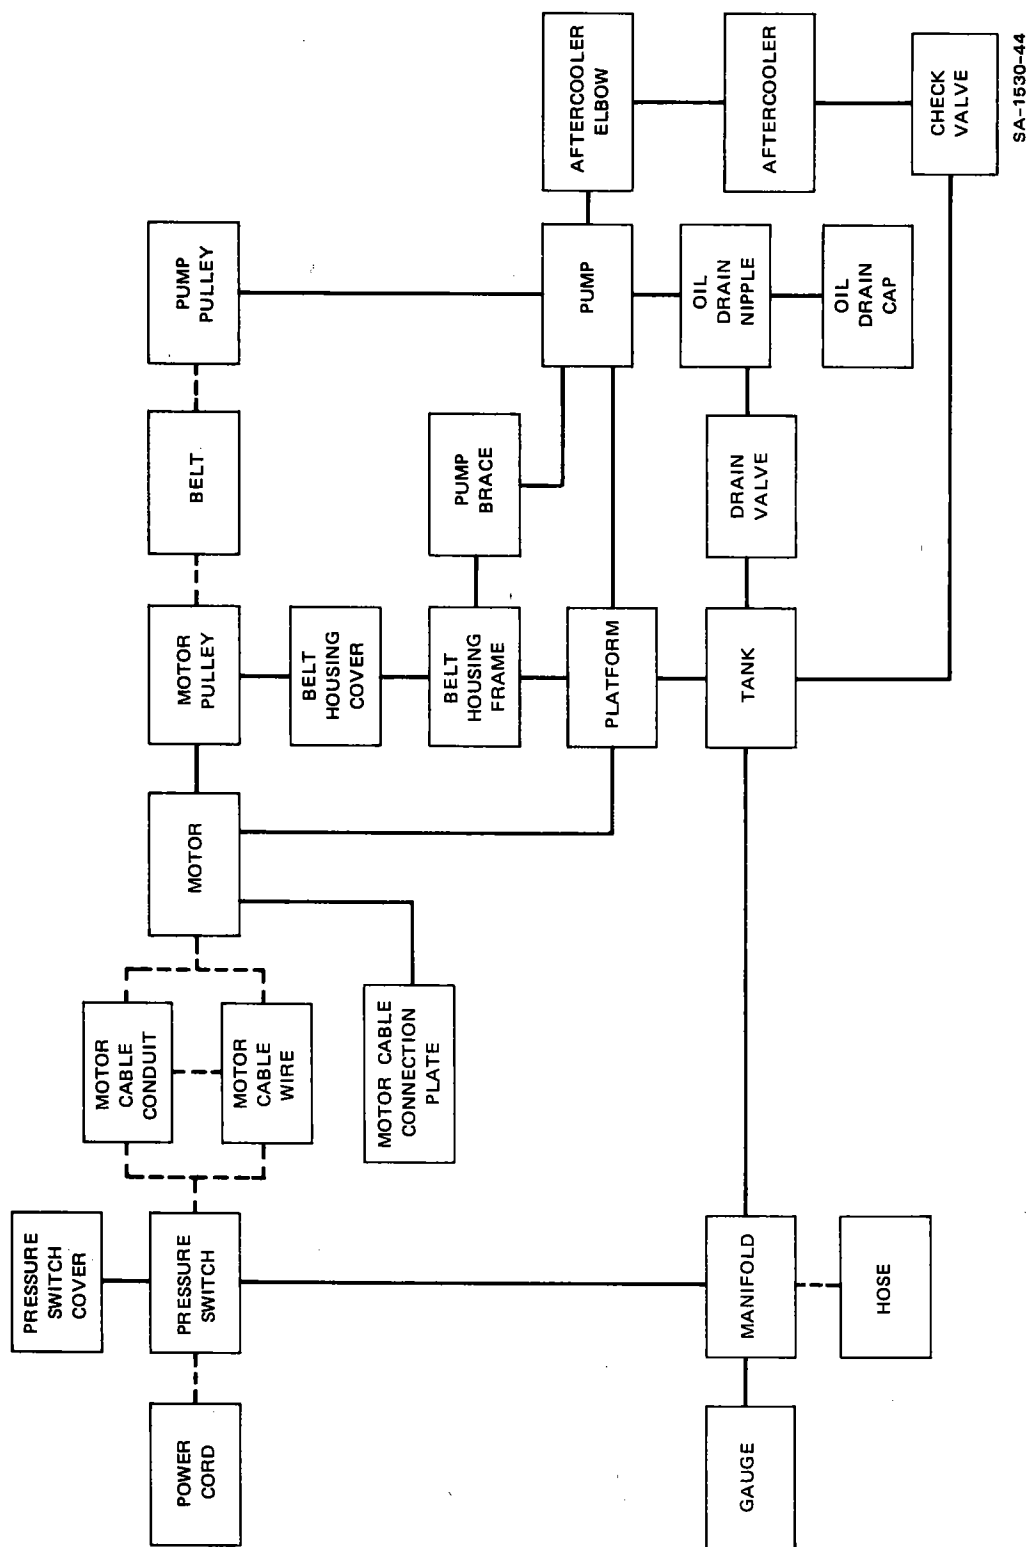 PRESSURE
SWITCH
COVER
MOTOR
CABLE
CONDUIT
POWER
CORD
PRESSURE
SWITCH
MOTOR
MOTOR
PULLEY
BELT
PUMP
PULLEY
MOTOR
CABLE
WIRE
BELT
HOUSING
COVER
MOTOR CABLE
CONNECTION
PLATE
BELT
HOUSING
FRAME
PUMP
BRACE
PLATFORM
PUMP
AFTERCOOLER
ELBOW
GAUGE
MANIFOLD
TANK
DRAIN
VALVE
OIL
DRAIN
NIPPLE
AFTERCOOLER
HOSE
OIL
DRAIN
CAP
CHECK
VALVE
SA-1530-44